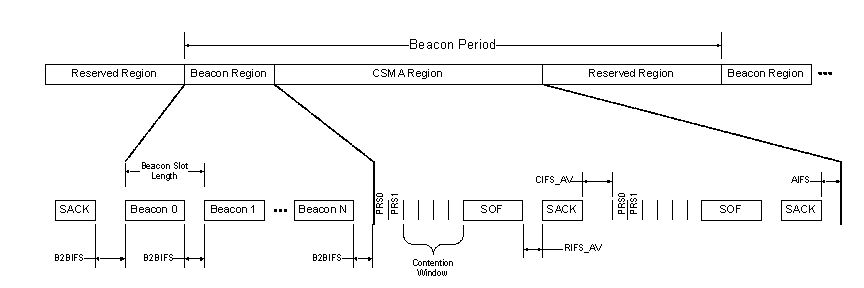 Beacon Period
Reserved Region
Beacon Region
CSMA Region
Reserved Region
Beacon Region
Beacon Slot
Length
CIFS_AV
AIFS
SACK
Beacon 0
Beacon 1
Beacon N
PRS0
PRS1
SOF
SACK
PRS0
PRS1
SOF
SACK
B2BIFS
B2BIFS
B2BIFS
RIFS_AV
Contention
Window